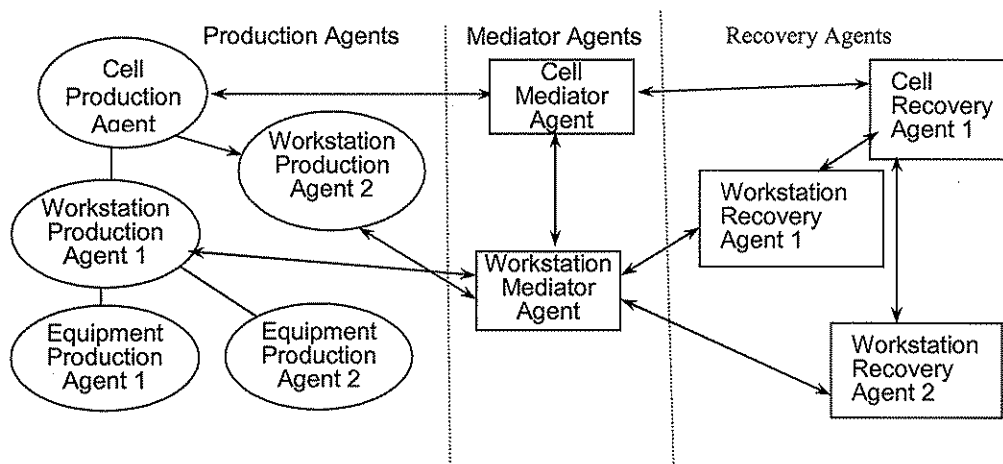 Production Agents
Mediator Agents
Recovery Agents
Cell
Production
Agent
Workstation
Production
Agent 2
Workstation
Production
Agent 1
Equipment
Production
Agent 1
Equipment
Production
Agent 2
Cell
Mediator
Agent
Workstation
Mediator
Agent
Cell
Recovery
Agent 1
Workstation
Recovery
Agent 1
Workstation
Recovery
Agent 2